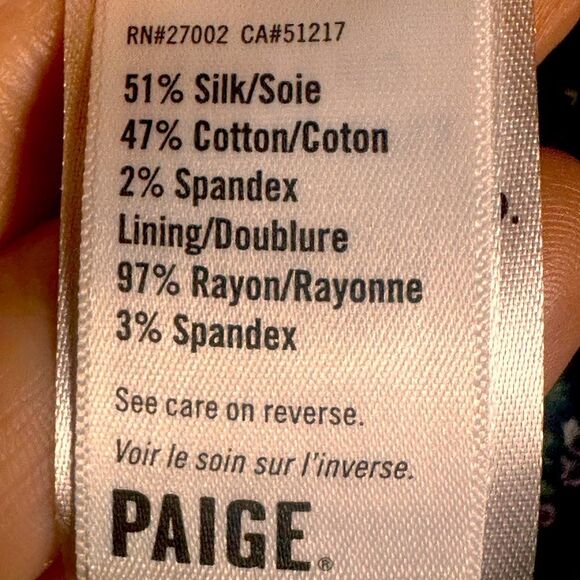 RN#27002 CA#51217
51% Silk/Soie
47% Cotton/Coton
2% Spandex
Lining/Doublure
97% Rayon/Rayonne
3% Spandex
See care on reverse.
Voir le soin sur l'inverse.
PAIGE®